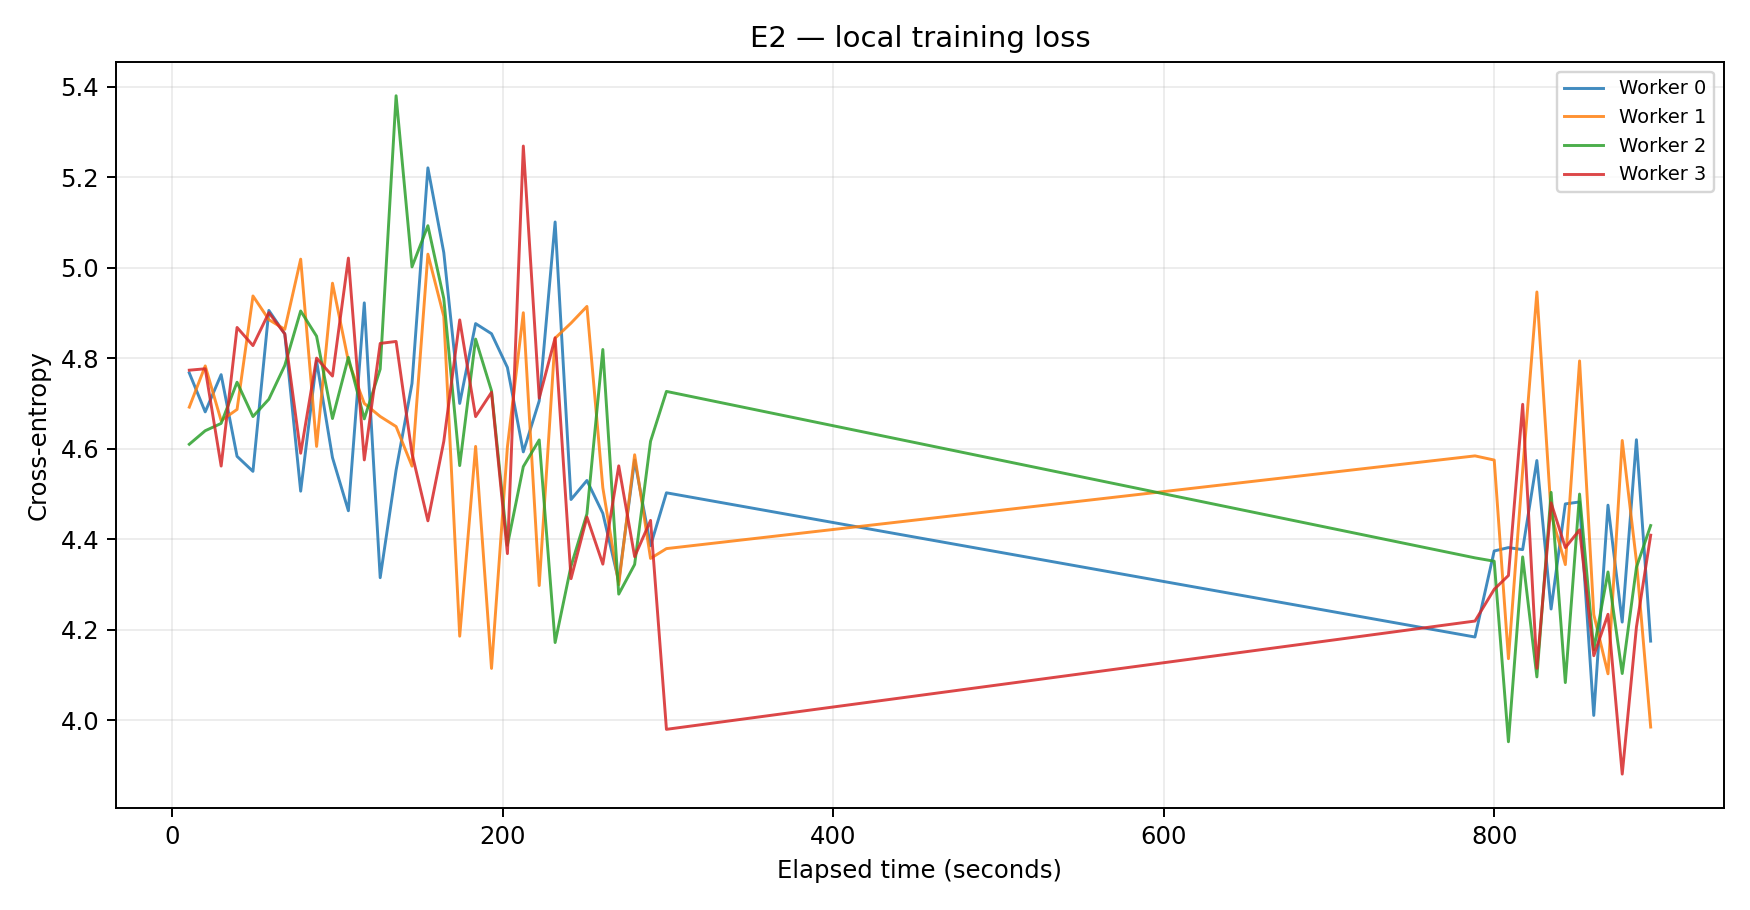 E2 — local training loss
Worker 0
Worker 1
Worker 2
Worker 3
Cross-entropy
5.4
5.2
5.0
4.8
4.6
4.4
4.2
4.0
0 200 400 600 800
Elapsed time (seconds)